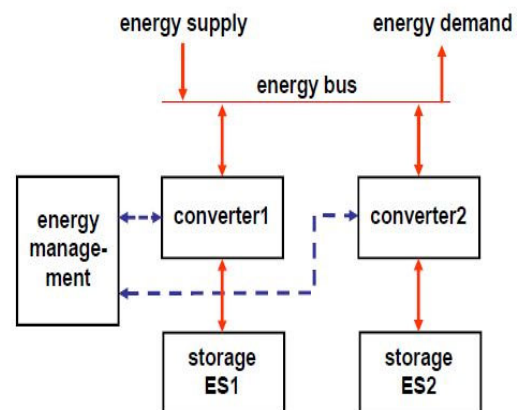 energy supply
energy demand
energy bus
energy
manage-
ment
converter1
converter2
storage
ES1
storage
ES2